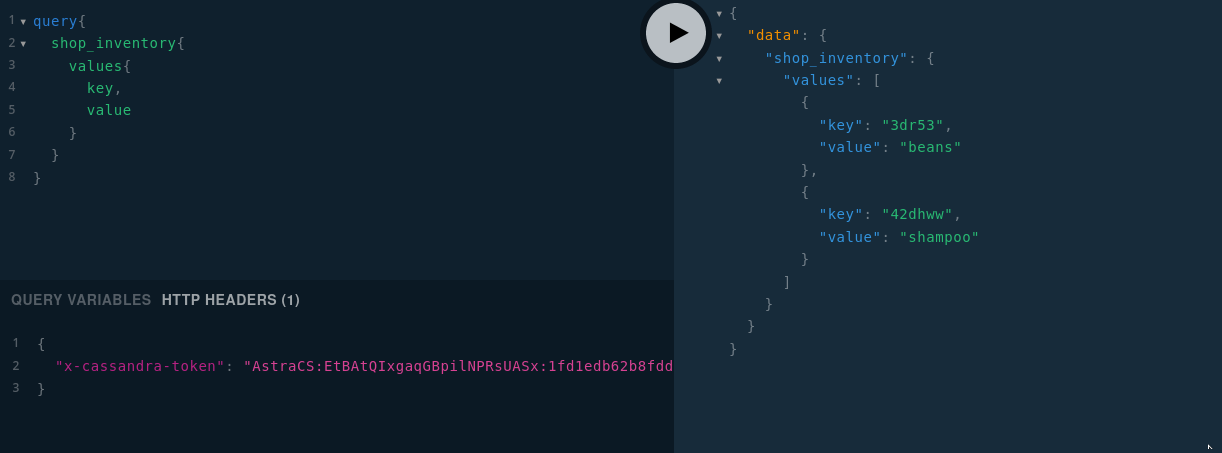 1 query{
2 shop_inventory{
3 values{
4 key,
5 value
6 }
7 }
8 }
QUERY VARIABLES HTTP HEADERS (1)
1 {
2 "x-cassandra-token": "AstraCS:EtBAtQIxgaqGBpilNPRsUASx:1fd1edb62b8fdd
3 }
{
"data": {
"shop_inventory": {
"values": [
{
"key": "3dr53",
"value": "beans"
},
{
"key": "42dhww",
"value": "shampoo"
}
]
}
}
}